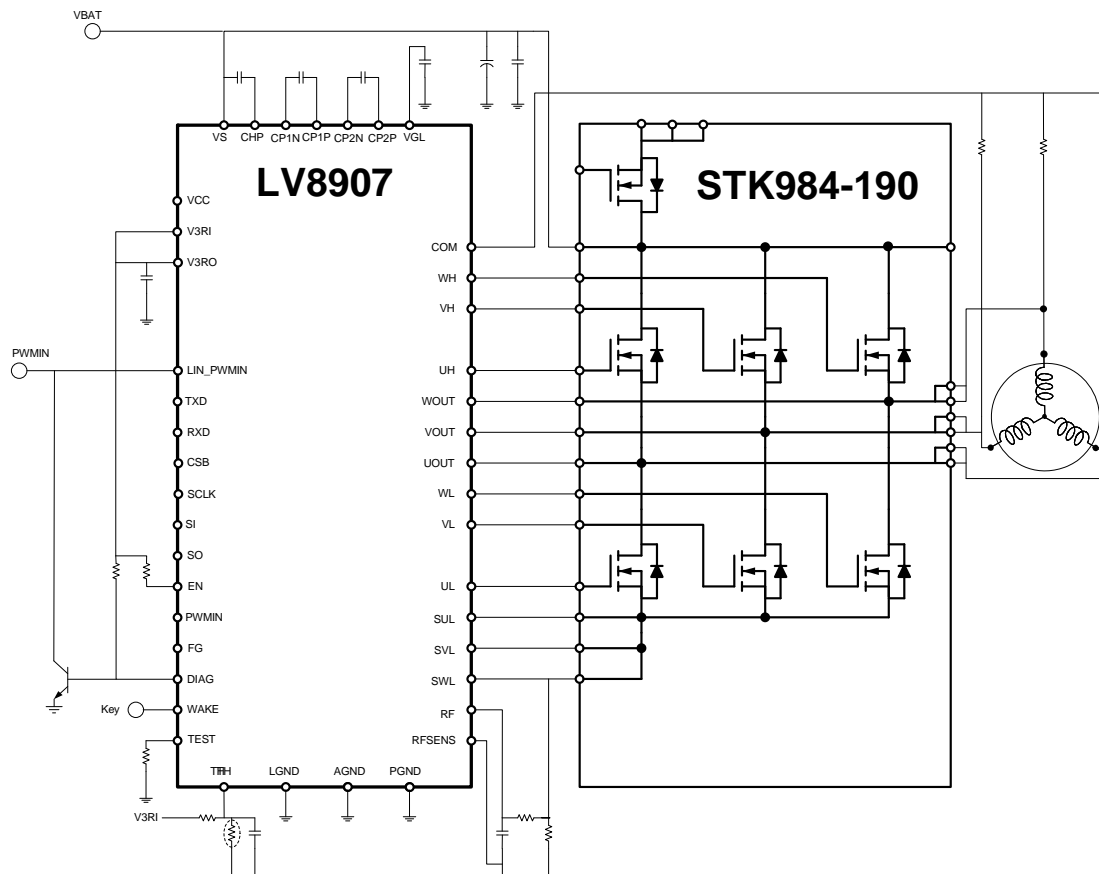 VBAT
VS
CHP
CP1N
CP1P
CP2N
CP2P
VGL
LV8907
STK984-190
VCC
V3RI
V3RO
COM
WH
VH
PWMIN
LIN_PWMIN
UH
TXD
WOUT
RXD
VOUT
CSB
UOUT
SCLK
WL
SI
VL
SO
EN
UL
PWMIN
SUL
FG
SVL
DIAG
SWL
Key
WAKE
RF
TEST
RFSENS
LGND
AGND
PGND
V3RI